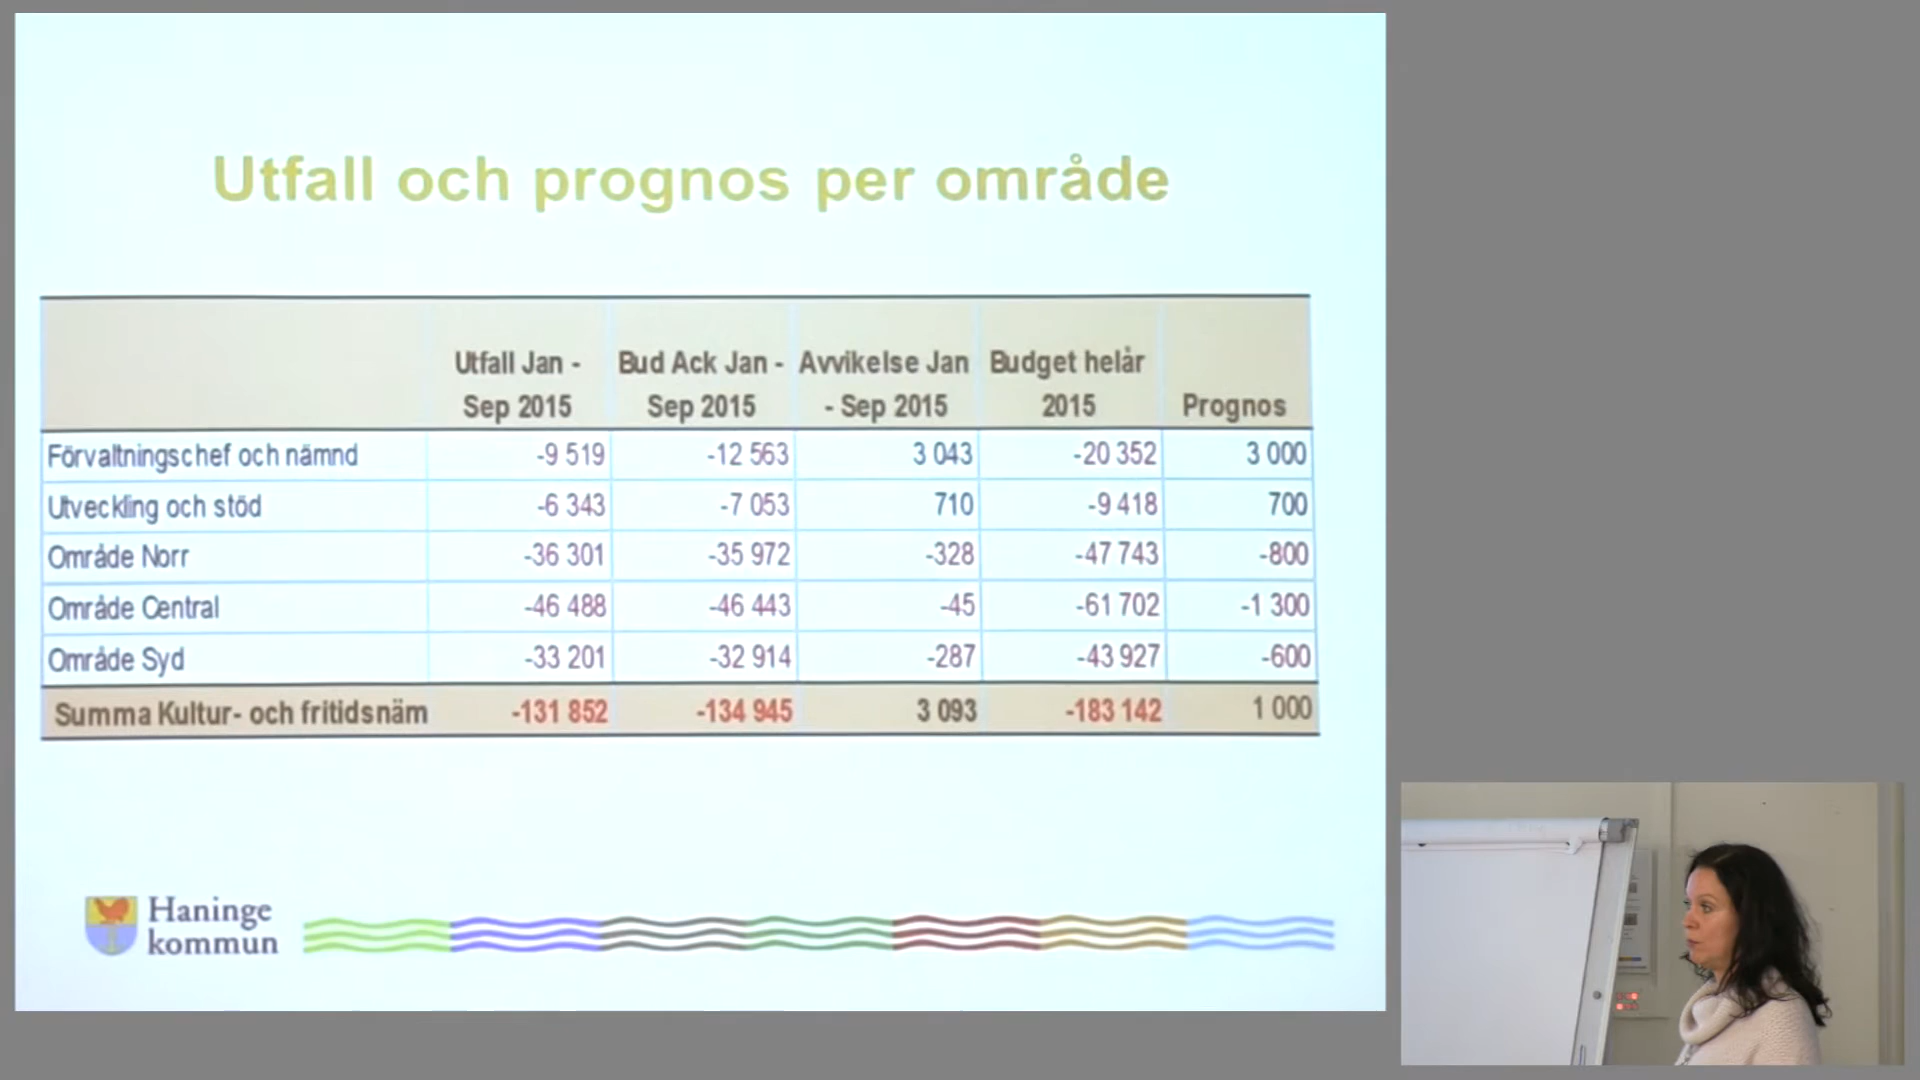 Utfall och prognos per område
Utfall Jan - Bud Ack Jan - Avvikelse Jan Budget helår
Sep 2015 Sep 2015 - Sep 2015 2015 Prognos
Förvaltningschef och nämnd -9 519 -12 563 3 043 -20 352 3 000
Utveckling och stöd -6 343 -7 053 710 -9 418 700
Område Norr -36 301 -35 972 -328 -47 743 -800
Område Central -46 488 -46 443 -45 -61 702 -1 300
Område Syd -33 201 -32 914 -287 -43 927 -600
Summa Kultur- och fritidsnäm -131 852 -134 945 3 093 -183 142 1 000
Haninge
kommun